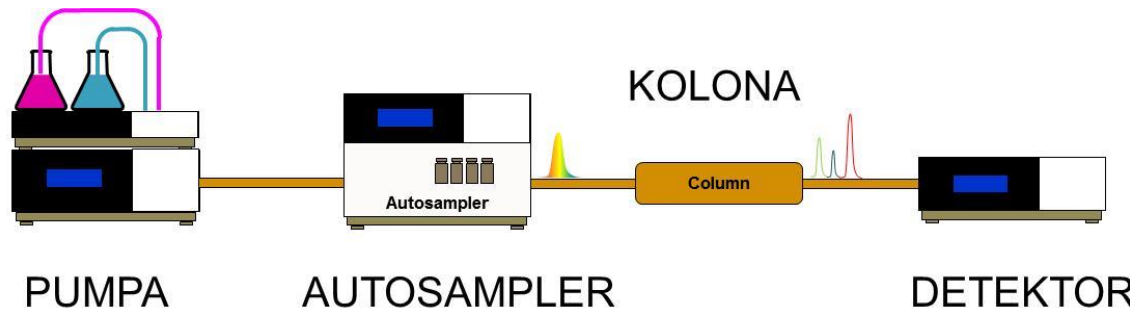 KOLONA
Column
Autosampler
PUMPA
AUTOSAMPLER
DETEKTOR